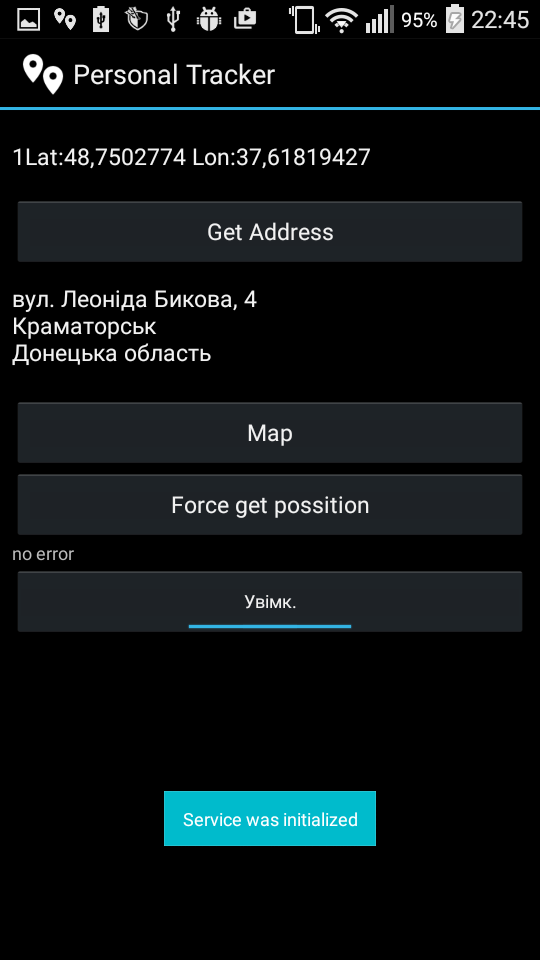 95% 22:45
Personal Tracker
1Lat:48,7502774 Lon:37,61819427
Get Address
вул. Леоніда Бикова, 4
Краматорськ
Донецька область
Map
Force get possition
no error
Увімк.
Service was initialized